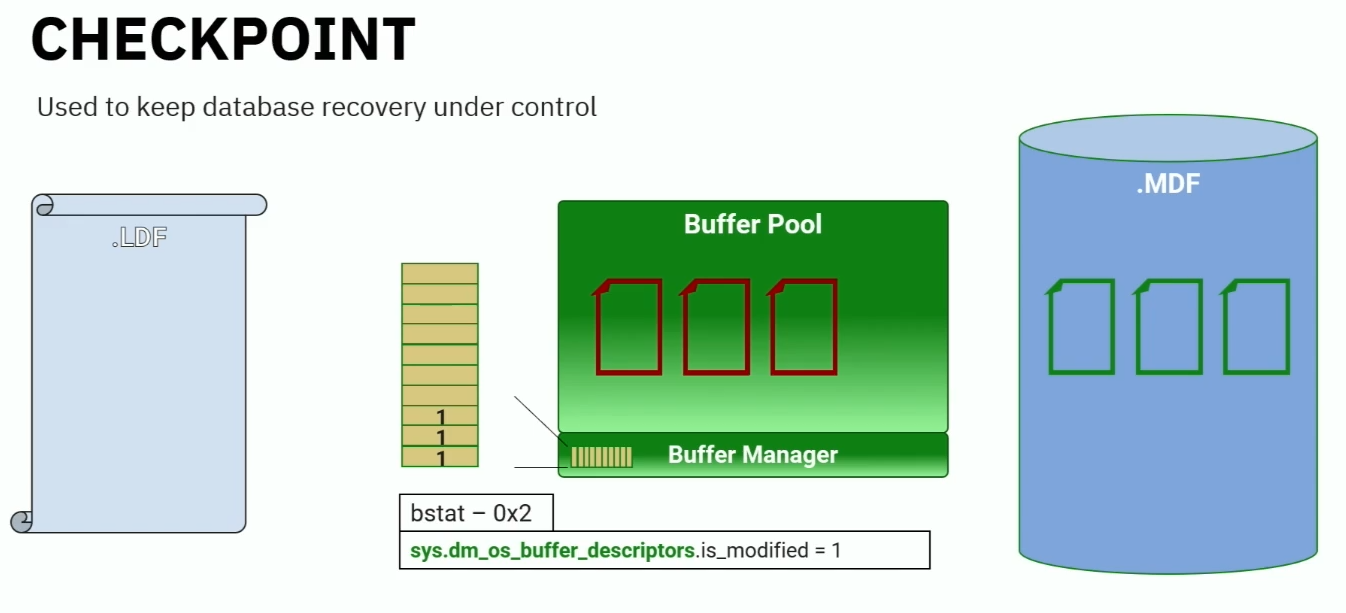 CHECKPOINT
Used to keep database recovery under control
.LDF
1
1
1
Buffer Pool
Buffer Manager
bstat – 0x2
sys.dm_os_buffer_descriptors.is_modified = 1
.MDF